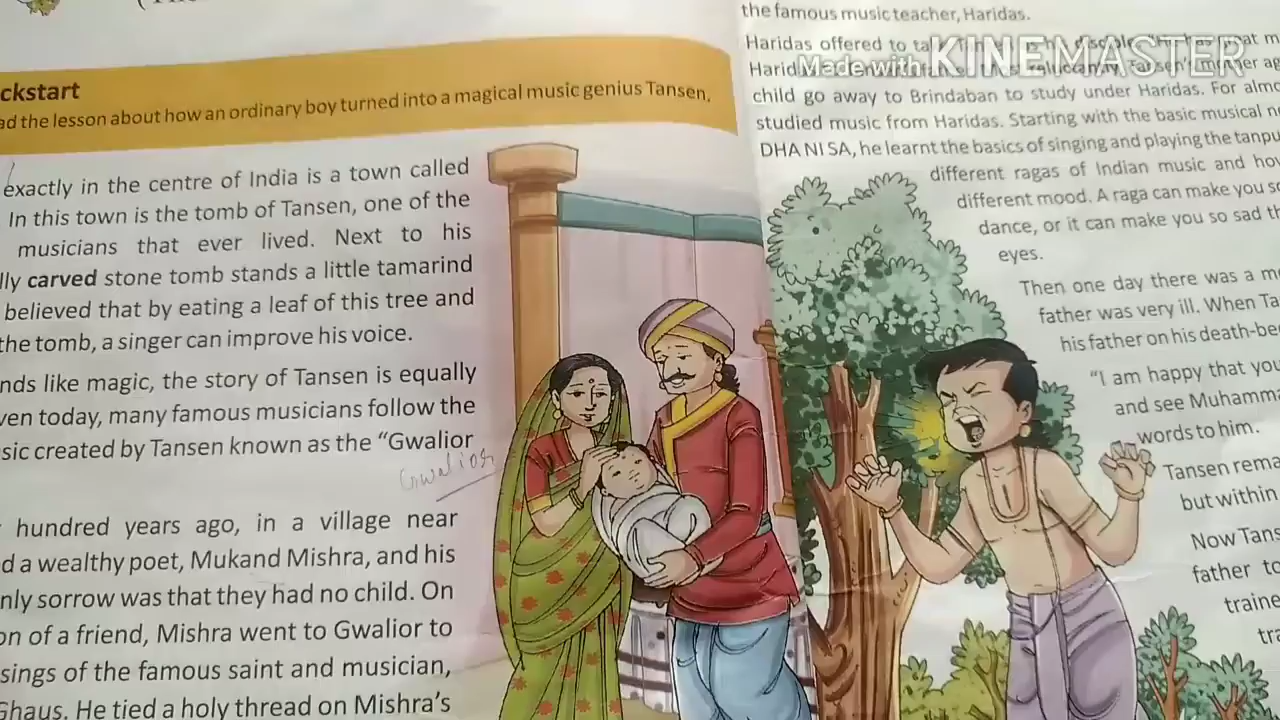 ckstart
ad the lesson about how an ordinary boy turned into a magical music genius Tansen.
exactly in the centre of India is a town called
In this town is the tomb of Tansen, one of the
musicians that ever lived. Next to his
lly carved stone tomb stands a little tamarind
believed that by eating a leaf of this tree and
the tomb, a singer can improve his voice.
nds like magic, the story of Tansen is equally
ven today, many famous musicians follow the
sic created by Tansen known as the “Gwalior
Gwalior
hundred years ago, in a village near
d a wealthy poet, Mukand Mishra, and his
nly sorrow was that they had no child. On
on of a friend, Mishra went to Gwalior to
sings of the famous saint and musician,
Ghaus. He tied a holy thread on Mishra’s
the famous music teacher, Haridas.
Haridas offered to
Made with KINEMASTER
child go away to Brindaban to study under Haridas. For almo
studied music from Haridas. Starting with the basic musical n
DHA NI SA, he learnt the basics of singing and playing the tanpu
different ragas of Indian music and ho
different mood. A raga can make you s
dance, or it can make you so sad th
eyes.
Then one day there was a m
father was very ill. When Ta
his father on his death-be
“I am happy that you
and see Muhamm
words to him.
Tansen rema
but within
Now Tans
father to
traine
tra